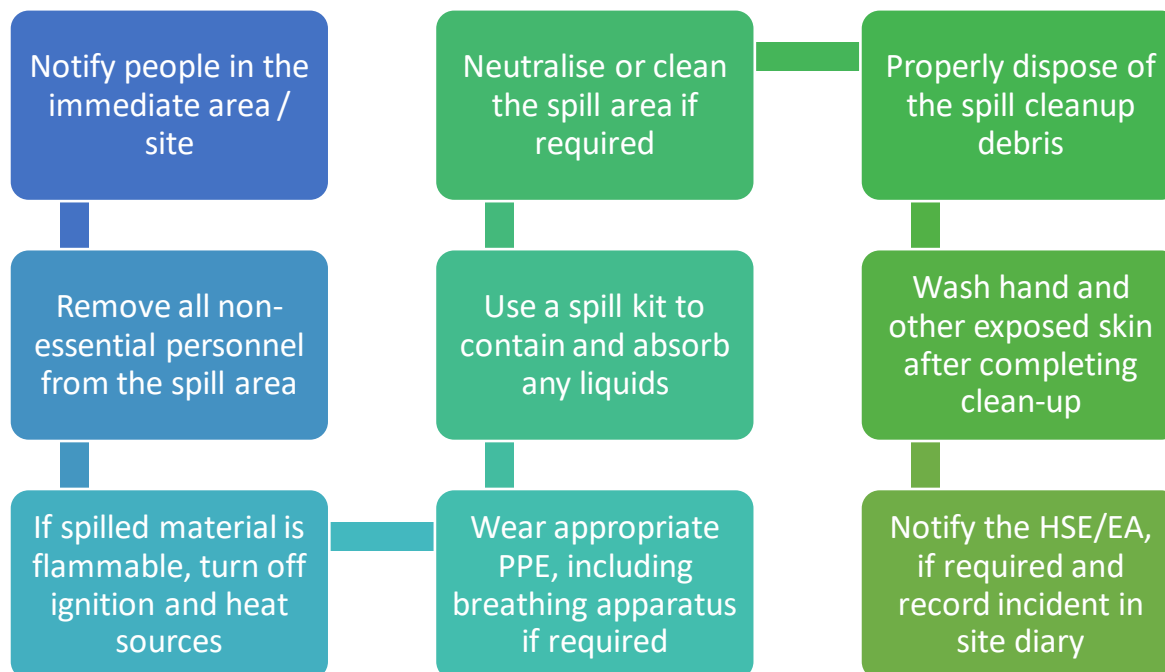 Notify people in the
immediate area /
site
Remove all non-
essential personnel
from the spill area
If spilled material is
flammable, turn off
ignition and heat
sources
Wear appropriate
PPE, including
breathing apparatus
if required
Use a spill kit to
contain and absorb
any liquids
Neutralise or clean
the spill area if
required
Properly dispose of
the spill cleanup
debris
Wash hand and
other exposed skin
after completing
clean-up
Notify the HSE/EA,
if required and
record incident in
site diary